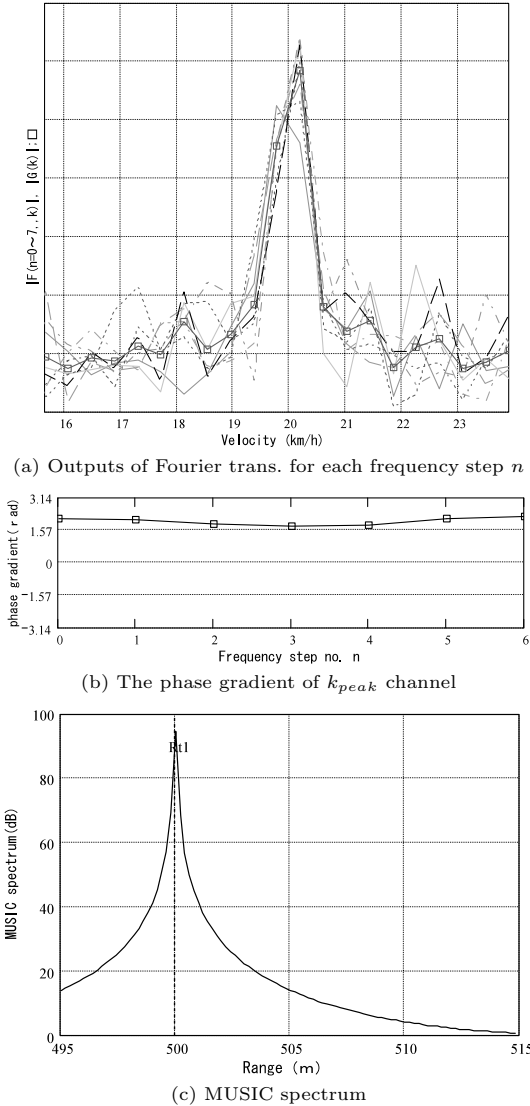 |F(n=0～7,,k)|, |G(k)|:□
16 17 18 19 20 21 22 23
Velocity (km/h)
(a) Outputs of Fourier trans. for each frequency step n
phase gradient(r ad)
3.14
1.57
0
-1.57
-3.14
0 1 2 3 4 5 6
Frequency step no. n
(b) The phase gradient of kpeak channel
MUSIC spectrum(dB)
100
80
60
40
20
0
Rt1
495 500 505 510 515
Range (m)
(c) MUSIC spectrum